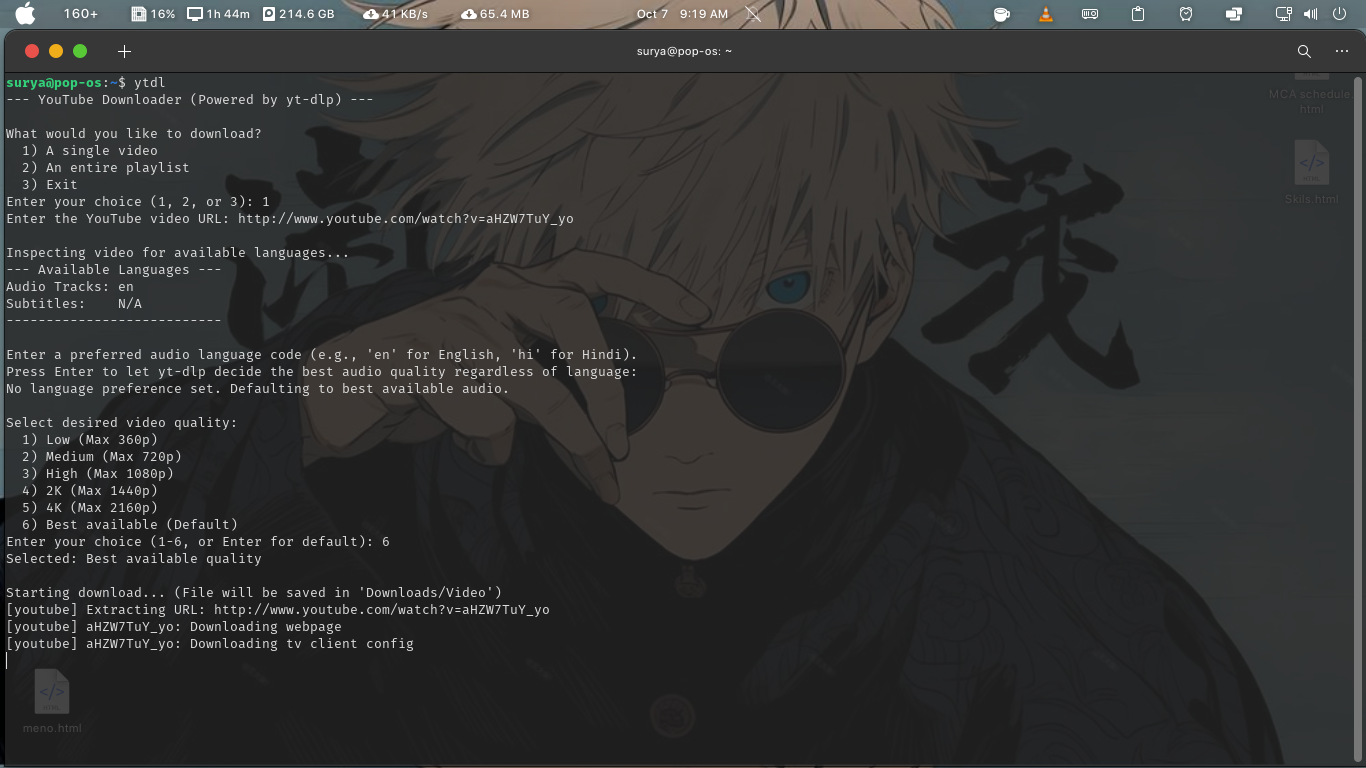 160+ 16% 1h 44m 214.6 GB 41 KB/s 65.4 MB Oct 7 9:19 AM
surya@pop-os: ~
surya@pop-os:~$ ytdl
--- YouTube Downloader (Powered by yt-dlp) ---
What would you like to download?
1) A single video
2) An entire playlist
3) Exit
Enter your choice (1, 2, or 3): 1
Enter the YouTube video URL: http://www.youtube.com/watch?v=aHZW7TuY_yo
Inspecting video for available languages...
--- Available Languages ---
Audio Tracks: en
Subtitles:    N/A
---------------------------
Enter a preferred audio language code (e.g., 'en' for English, 'hi' for Hindi).
Press Enter to let yt-dlp decide the best audio quality regardless of language:
No language preference set. Defaulting to best available audio.
Select desired video quality:
1) Low (Max 360p)
2) Medium (Max 720p)
3) High (Max 1080p)
4) 2K (Max 1440p)
5) 4K (Max 2160p)
6) Best available (Default)
Enter your choice (1-6, or Enter for default): 6
Selected: Best available quality
Starting download... (File will be saved in 'Downloads/Video')
[youtube] Extracting URL: http://www.youtube.com/watch?v=aHZW7TuY_yo
[youtube] aHZW7TuY_yo: Downloading webpage
[youtube] aHZW7TuY_yo: Downloading tv client config
MCA schedule.
html
</>
HTML
Skils.html
</>
HTML
meno.html
我